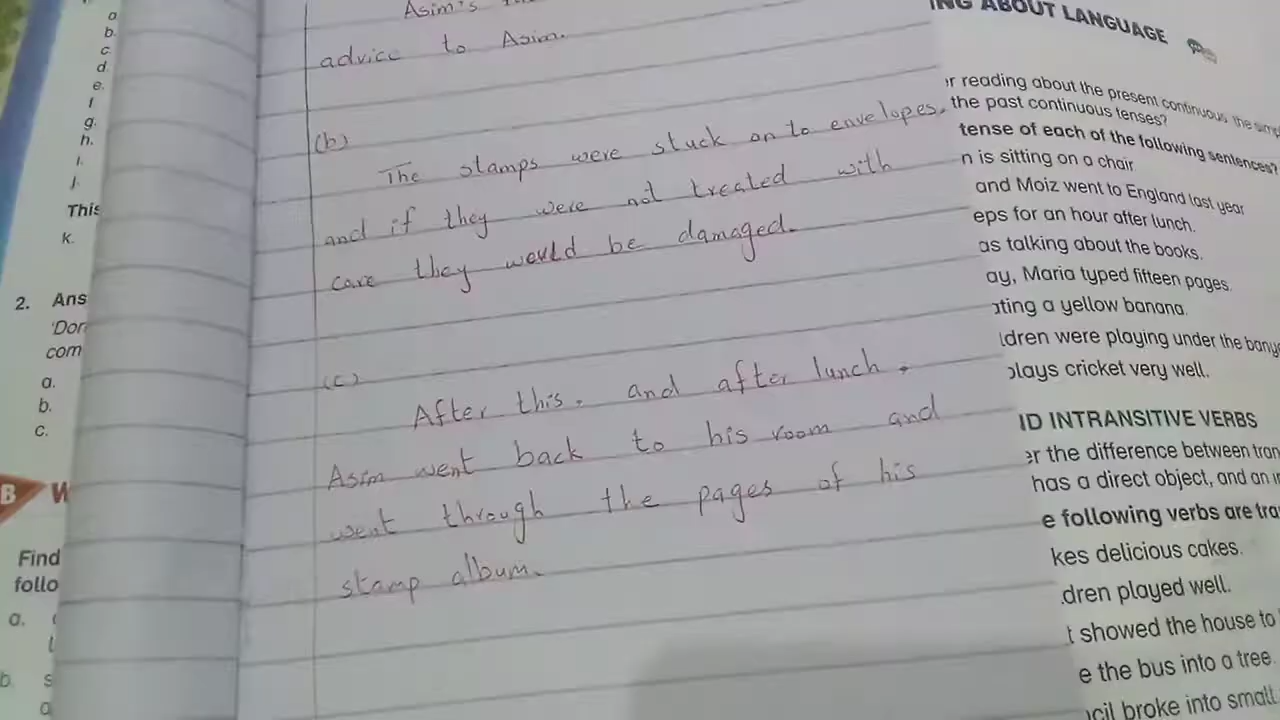 Asim's
advice to Asim.
(b)
The stamps were stuck on to envelopes,
and if they were not treated with
care they would be damaged.
(c)
After this, and after lunch,
Asim went back to his room and
went through the pages of his
stamp album.
a
b.
c
d
e.
f
g.
h.
i.
j.
This
k.
2. Ans
'Don
com
a.
b.
c.
B W
Find
follo
a.
b. s
ABOUT LANGUAGE
reading about the present continuous the
the past continuous tenses?
tense of each of the following sentences?
n is sitting on a chair
and Moiz went to England last year
eps for an hour after lunch.
as talking about the books.
ay, Maria typed fifteen pages.
ting a yellow banana.
ldren were playing under the bany
plays cricket very well.
ID INTRANSITIVE VERBS
er the difference between tran
has a direct object, and an i
e following verbs are tra
kes delicious cakes.
dren played well.
t showed the house to
e the bus into a tree.
cil broke into small